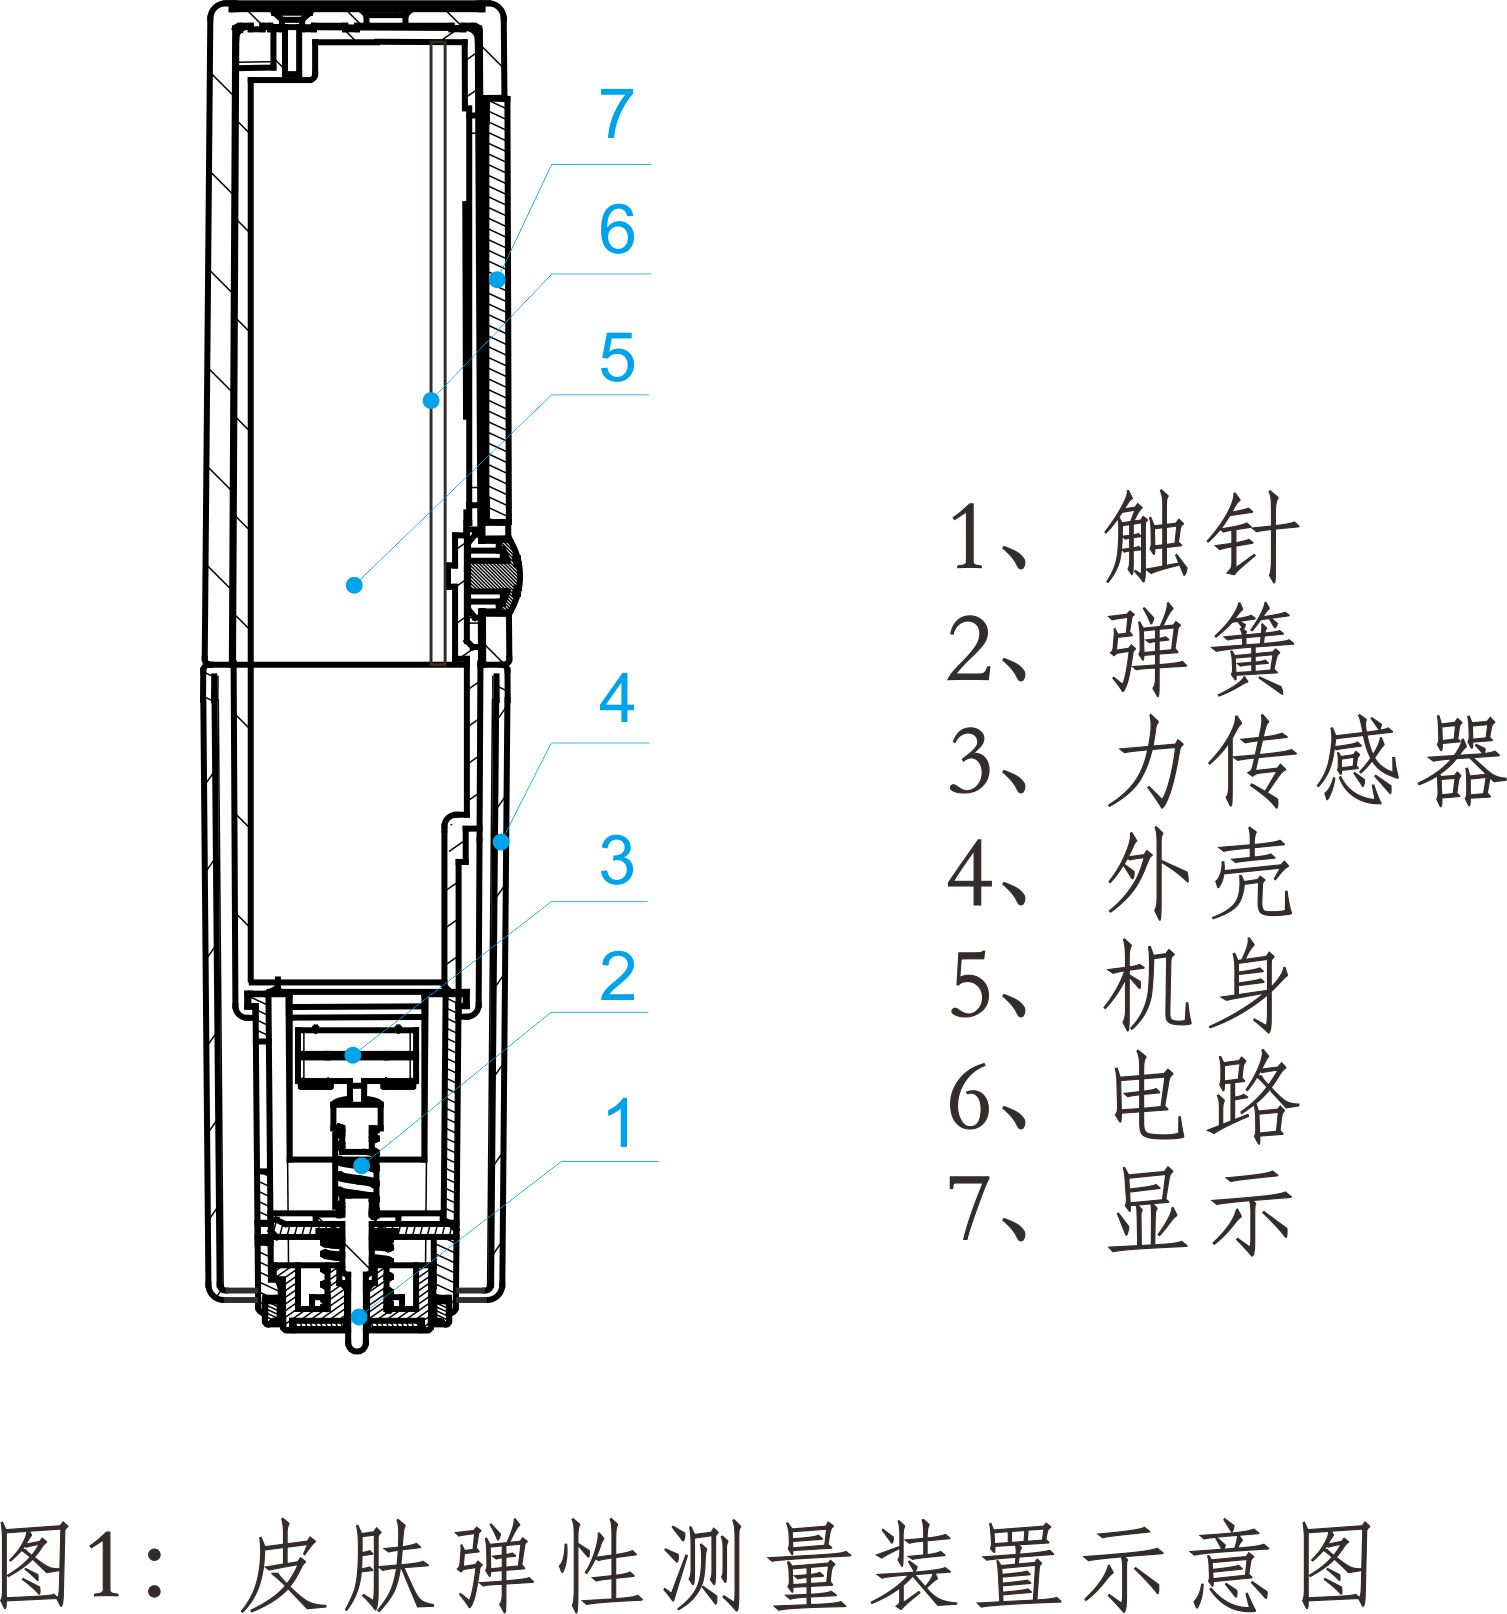 7
6
5
4
3
2
1
1、触针
2、弹簧
3、力传感器
4、外壳
5、机身
6、电路
7、显示
图1：皮肤弹性测量装置示意图